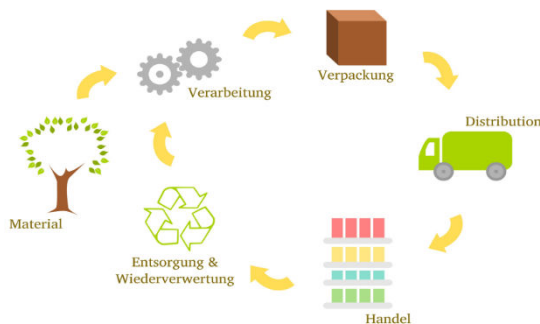 Verarbeitung
Verpackung
Distribution
Material
Entsorgung &
Wiederverwertung
Handel